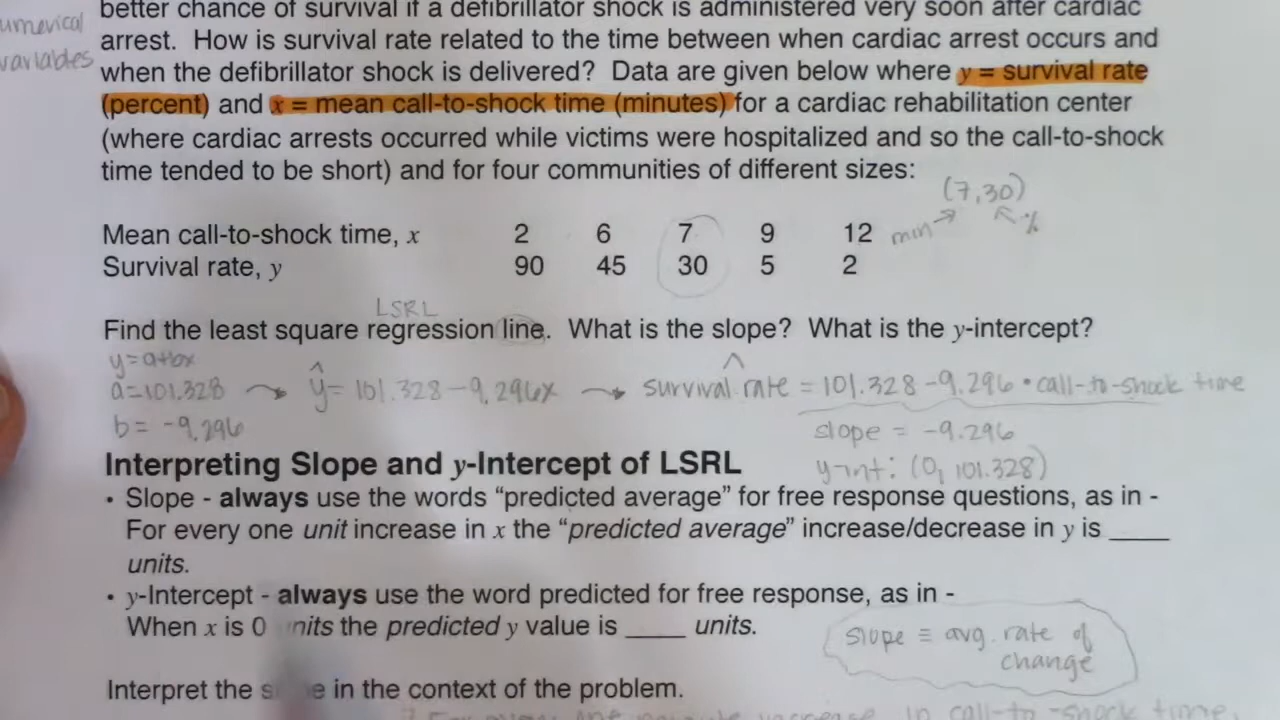 better chance of survival if a defibrillator shock is administered very soon after cardiac
umerical
variables
arrest. How is survival rate related to the time between when cardiac arrest occurs and
when the defibrillator shock is delivered? Data are given below where y = survival rate
(percent) and x = mean call-to-shock time (minutes) for a cardiac rehabilitation center
(where cardiac arrests occurred while victims were hospitalized and so the call-to-shock
time tended to be short) and for four communities of different sizes:
(7,30)
min %
Mean call-to-shock time, x 2 6 7 9 12
Survival rate, y 90 45 30 5 2
LSRL
Find the least square regression line. What is the slope? What is the y-intercept?
y=a+bx
a=101.328 → ŷ= 101.328-9.296x → survival rate = 101.328-9.296 • call-to-shock time
b= -9.296
slope = -9.296
y-int: (0, 101.328)
Interpreting Slope and y-Intercept of LSRL
• Slope - always use the words “predicted average” for free response questions, as in -
For every one unit increase in x the “predicted average” increase/decrease in y is ____
units.
• y-Intercept - always use the word predicted for free response, as in -
When x is 0 units the predicted y value is ____ units.
slope ≡ avg. rate of
change
Interpret the slope in the context of the problem.
in call-to-shock time,